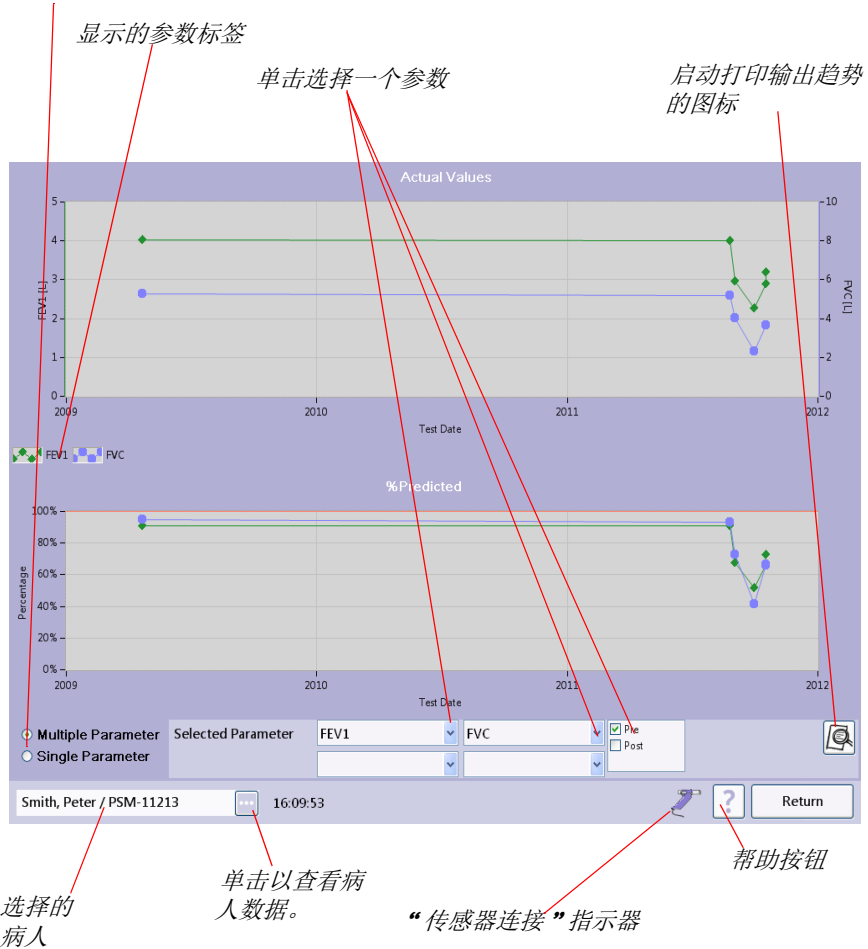 显示的参数标签
单击选择一个参数
启动打印输出趋势
的图标
Actual Values
5
4
3
2
1
0
FEV1 [L]
10
8
6
4
2
0
FVC [L]
2009
2010
2011
2012
Test Date
FEV1
FVC
%Predicted
100%
80%
60%
40%
20%
0%
Percentage
2009
2010
2011
2012
Test Date
Multiple Parameter
Single Parameter
Selected Parameter
FEV1
FVC
Pre
Post
Smith, Peter / PSM-11213
...
16:09:53
?
Return
选择的
病人
单击以查看病
人数据。
“传感器连接”指示器
帮助按钮